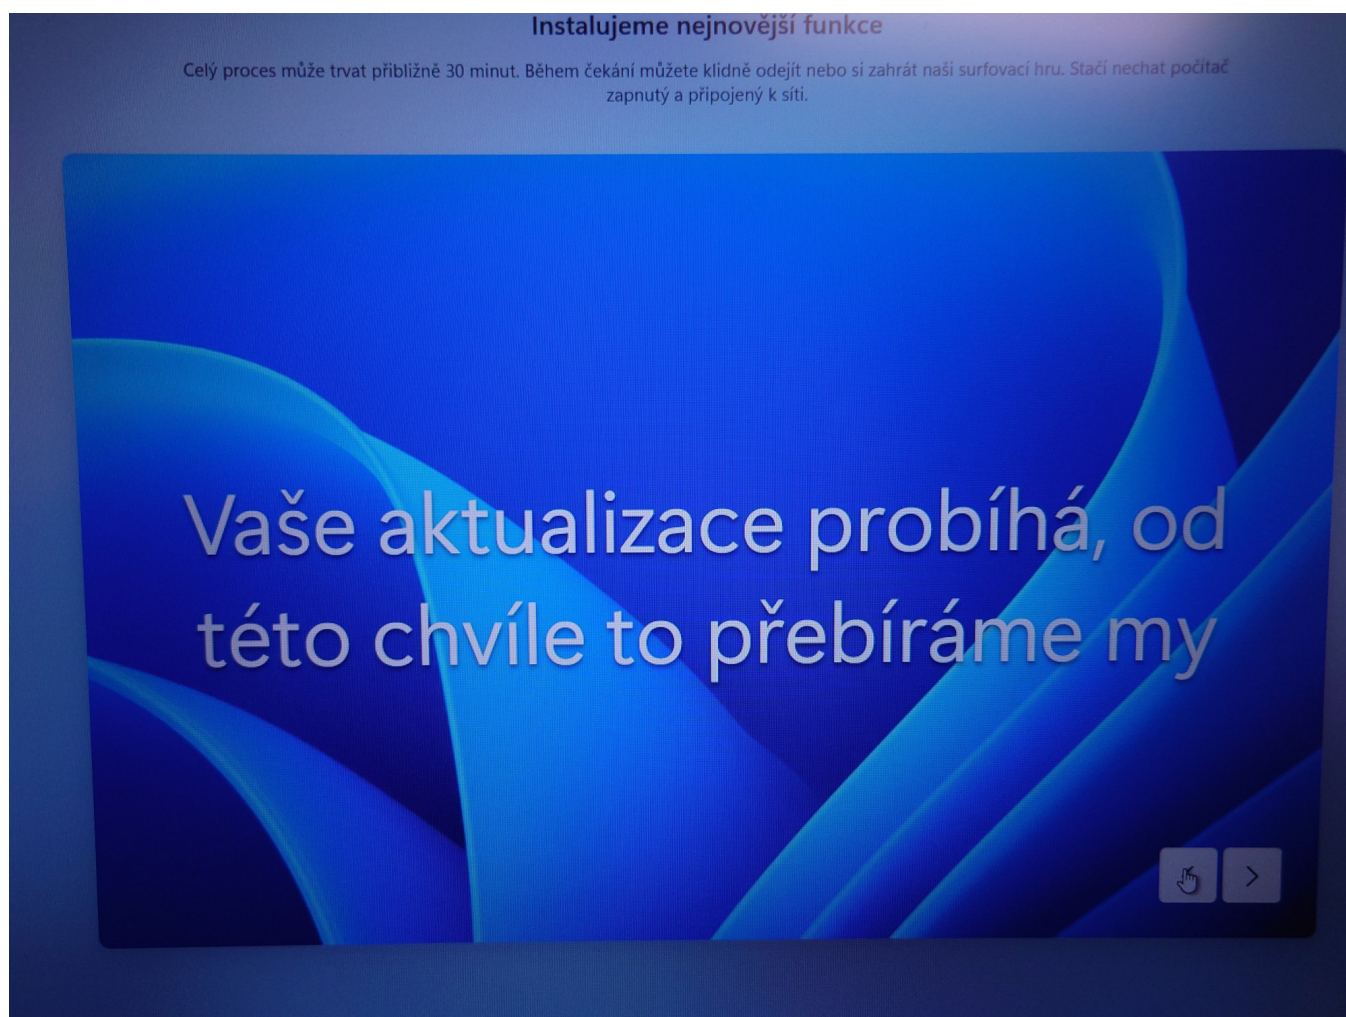 Instalujeme nejnovější funkce
Celý proces může trvat přibližně 30 minut. Během čekání můžete klidně odejít nebo si zahrát naši surfovací hru. Stačí nechat počítač
zapnutý a připojený k síti.
Vaše aktualizace probíhá, od
této chvíle to přebíráme my